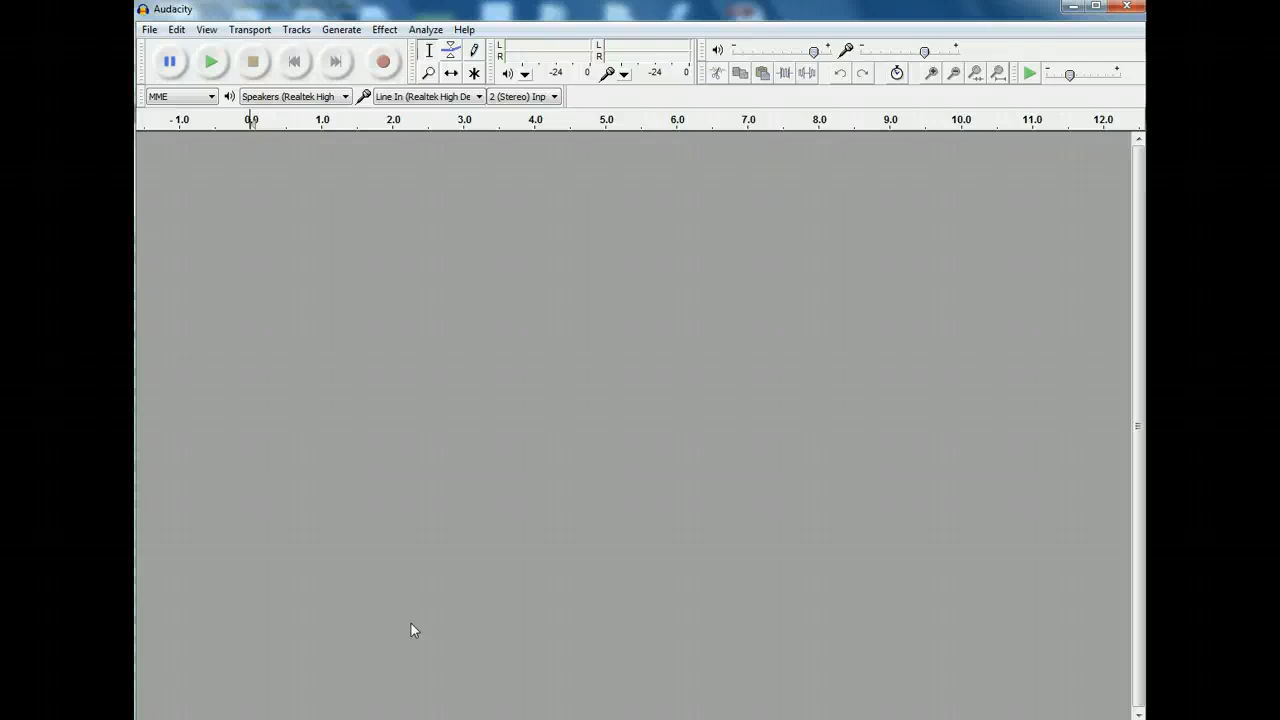 Audacity
File Edit View Transport Tracks Generate Effect Analyze Help
L L
R R
-24 0 -24 0
MME Speakers (Realtek High Line In (Realtek High De 2 (Stereo) Inp
- 1.0 0.0 1.0 2.0 3.0 4.0 5.0 6.0 7.0 8.0 9.0 10.0 11.0 12.0